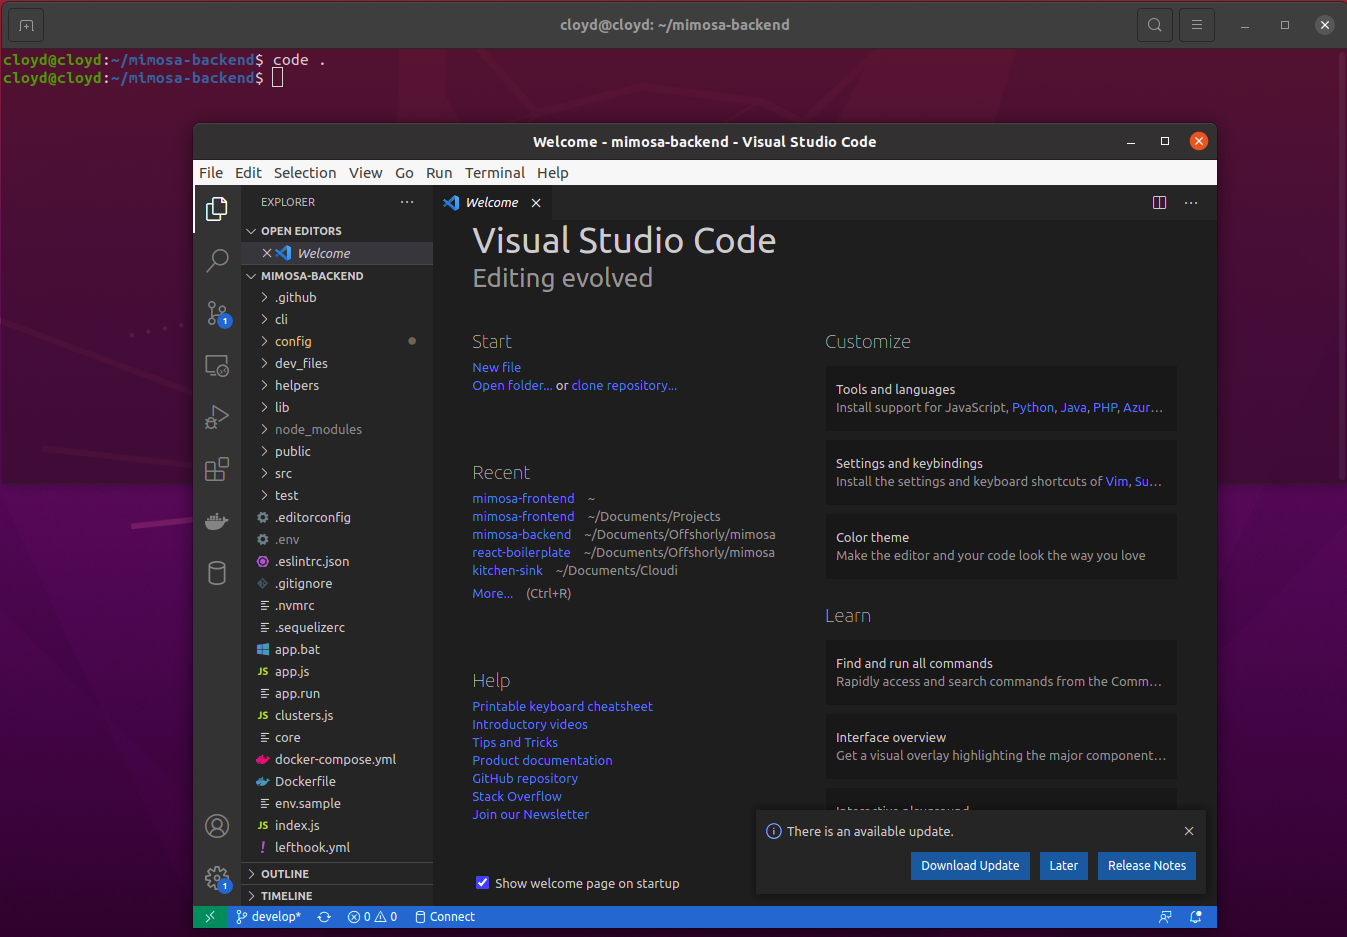 cloyd@cloyd: ~/mimosa-backend
cloyd@cloyd:~/mimosa-backend$ code .
cloyd@cloyd:~/mimosa-backend$
Welcome - mimosa-backend - Visual Studio Code
File Edit Selection View Go Run Terminal Help
EXPLORER
OPEN EDITORS
Welcome
MIMOSA-BACKEND
.github
cli
config
dev_files
helpers
lib
node_modules
public
src
test
.editorconfig
.env
.eslintrc.json
.gitignore
.nvmrc
.sequelizerc
app.bat
JS app.js
app.run
JS clusters.js
core
docker-compose.yml
Dockerfile
env.sample
JS index.js
! lefthook.yml
OUTLINE
TIMELINE
1
1
Welcome
Visual Studio Code
Editing evolved
Start
New file
Open folder... or clone repository...
Recent
mimosa-frontend ~
mimosa-frontend ~/Documents/Projects
mimosa-backend ~/Documents/Offshorly/mimosa
react-boilerplate ~/Documents/Offshorly/mimosa
kitchen-sink ~/Documents/Cloudi
More... (Ctrl+R)
Help
Printable keyboard cheatsheet
Introductory videos
Tips and Tricks
Product documentation
GitHub repository
Stack Overflow
Join our Newsletter
Show welcome page on startup
Customize
Tools and languages
Install support for JavaScript, Python, Java, PHP, Azur...
Settings and keybindings
Install the settings and keyboard shortcuts of Vim, Su...
Color theme
Make the editor and your code look the way you love
Learn
Find and run all commands
Rapidly access and search commands from the Comm...
Interface overview
Get a visual overlay highlighting the major component...
Interactive playground
There is an available update.
Download Update Later Release Notes
develop* 0 0 Connect